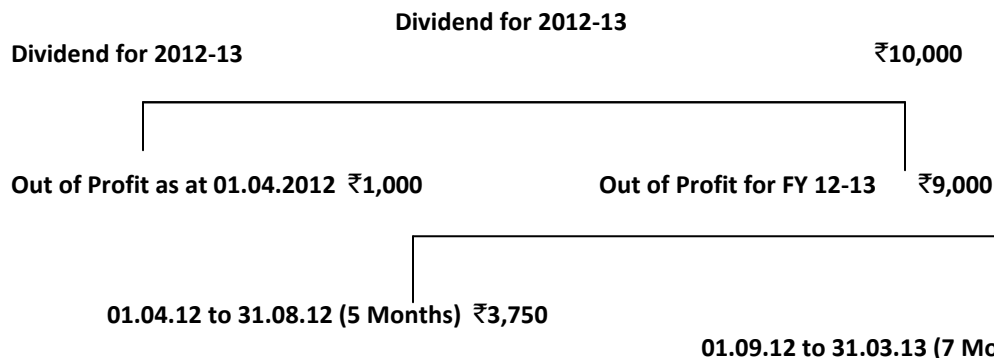 Dividend for 2012-13
Dividend for 2012-13 ₹10,000
Out of Profit as at 01.04.2012 ₹1,000 Out of Profit for FY 12-13 ₹9,000
01.04.12 to 31.08.12 (5 Months) ₹3,750
01.09.12 to 31.03.13 (7 Mo